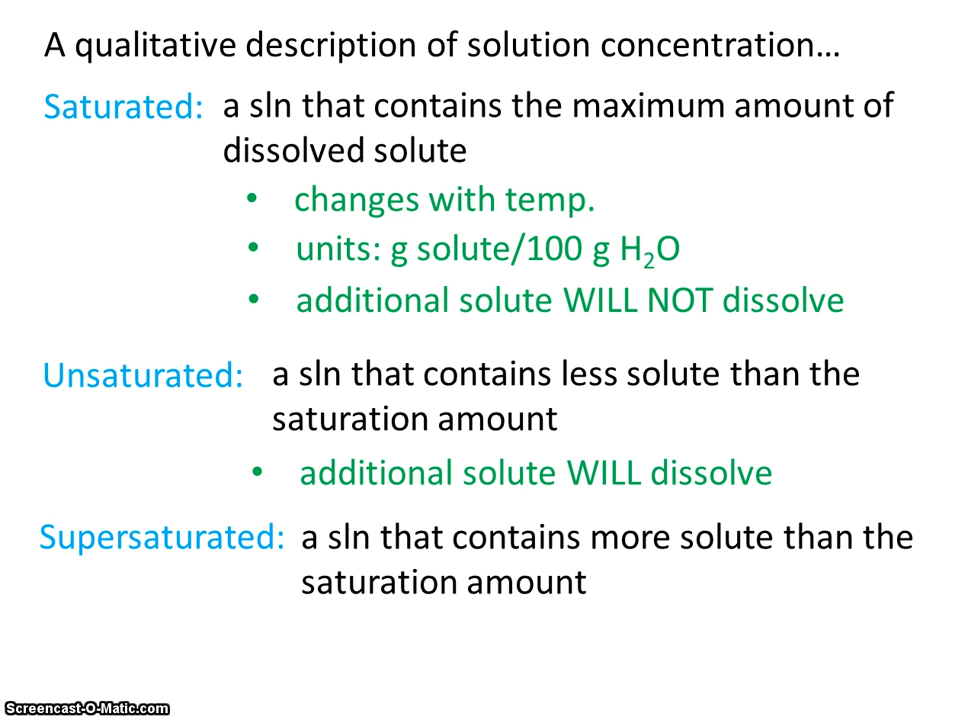 A qualitative description of solution concentration…
Saturated: a sln that contains the maximum amount of
dissolved solute
• changes with temp.
• units: g solute/100 g H₂O
• additional solute WILL NOT dissolve
Unsaturated: a sln that contains less solute than the
saturation amount
• additional solute WILL dissolve
Supersaturated: a sln that contains more solute than the
saturation amount
Screencast-O-Matic.com